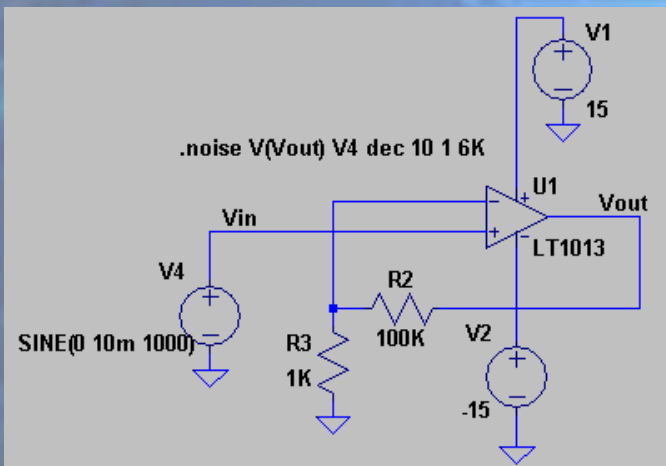 V1
15
.noise V(Vout) V4 dec 10 1 6K
U1
Vin
Vout
LT1013
V4
R2
SINE(0 10m 1000)
100K
V2
R3
1K
-15